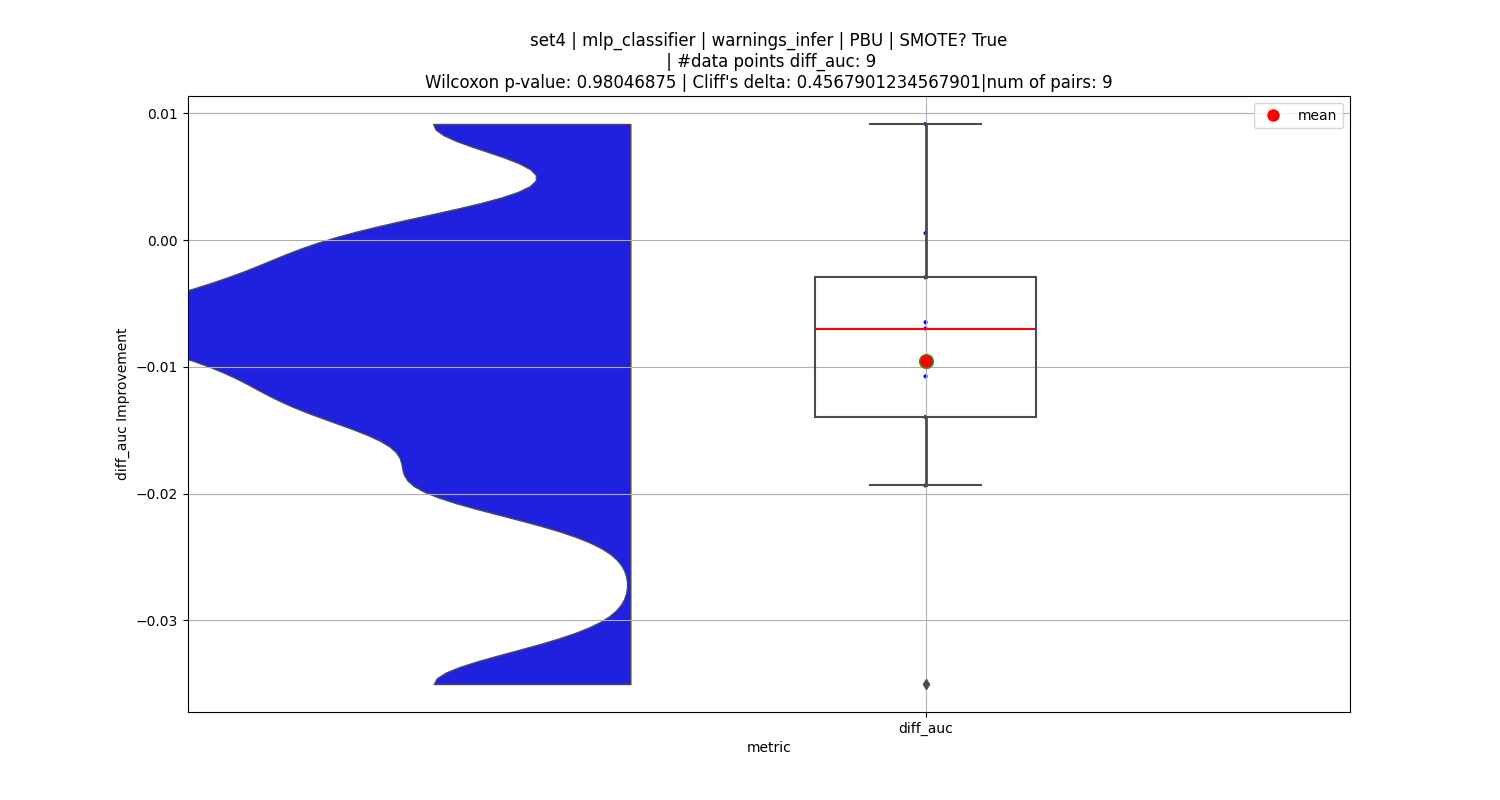 set4 | mlp_classifier | warnings_infer | PBU | SMOTE? True
| #data points diff_auc: 9
Wilcoxon p-value: 0.98046875 | Cliff's delta: 0.4567901234567901|num of pairs: 9
mean
0.01
0.00
−0.01
−0.02
−0.03
diff_auc Improvement
diff_auc
metric